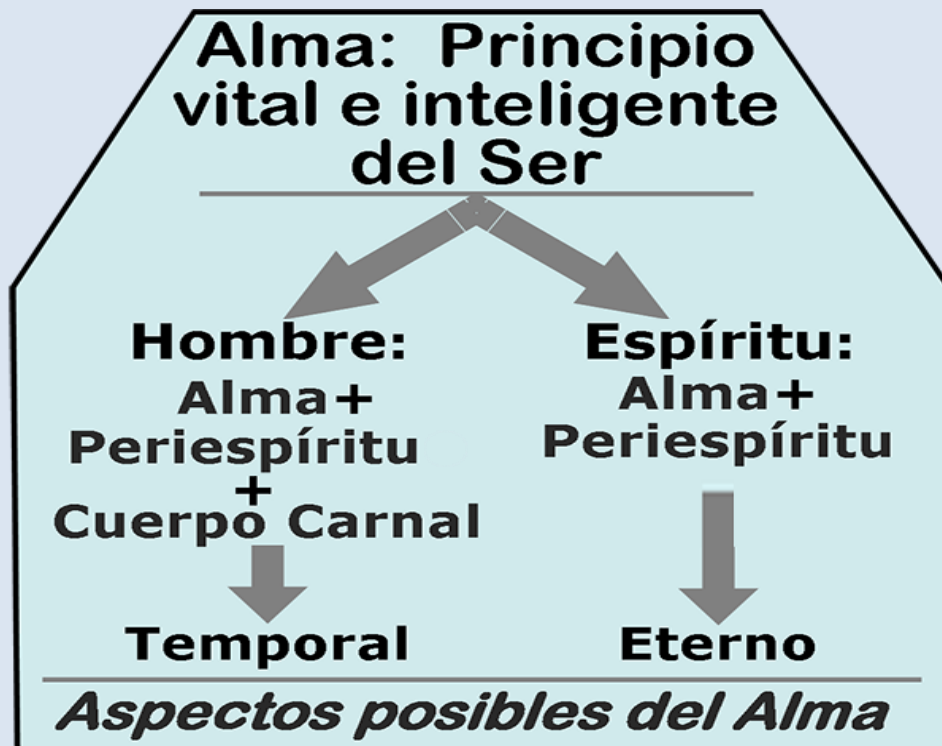 Alma: Principio
vital e inteligente
del Ser
Hombre:
Alma+
Periespíritu
+
Cuerpo Carnal
Temporal
Espíritu:
Alma+
Periespíritu
Eterno
Aspectos posibles del Alma